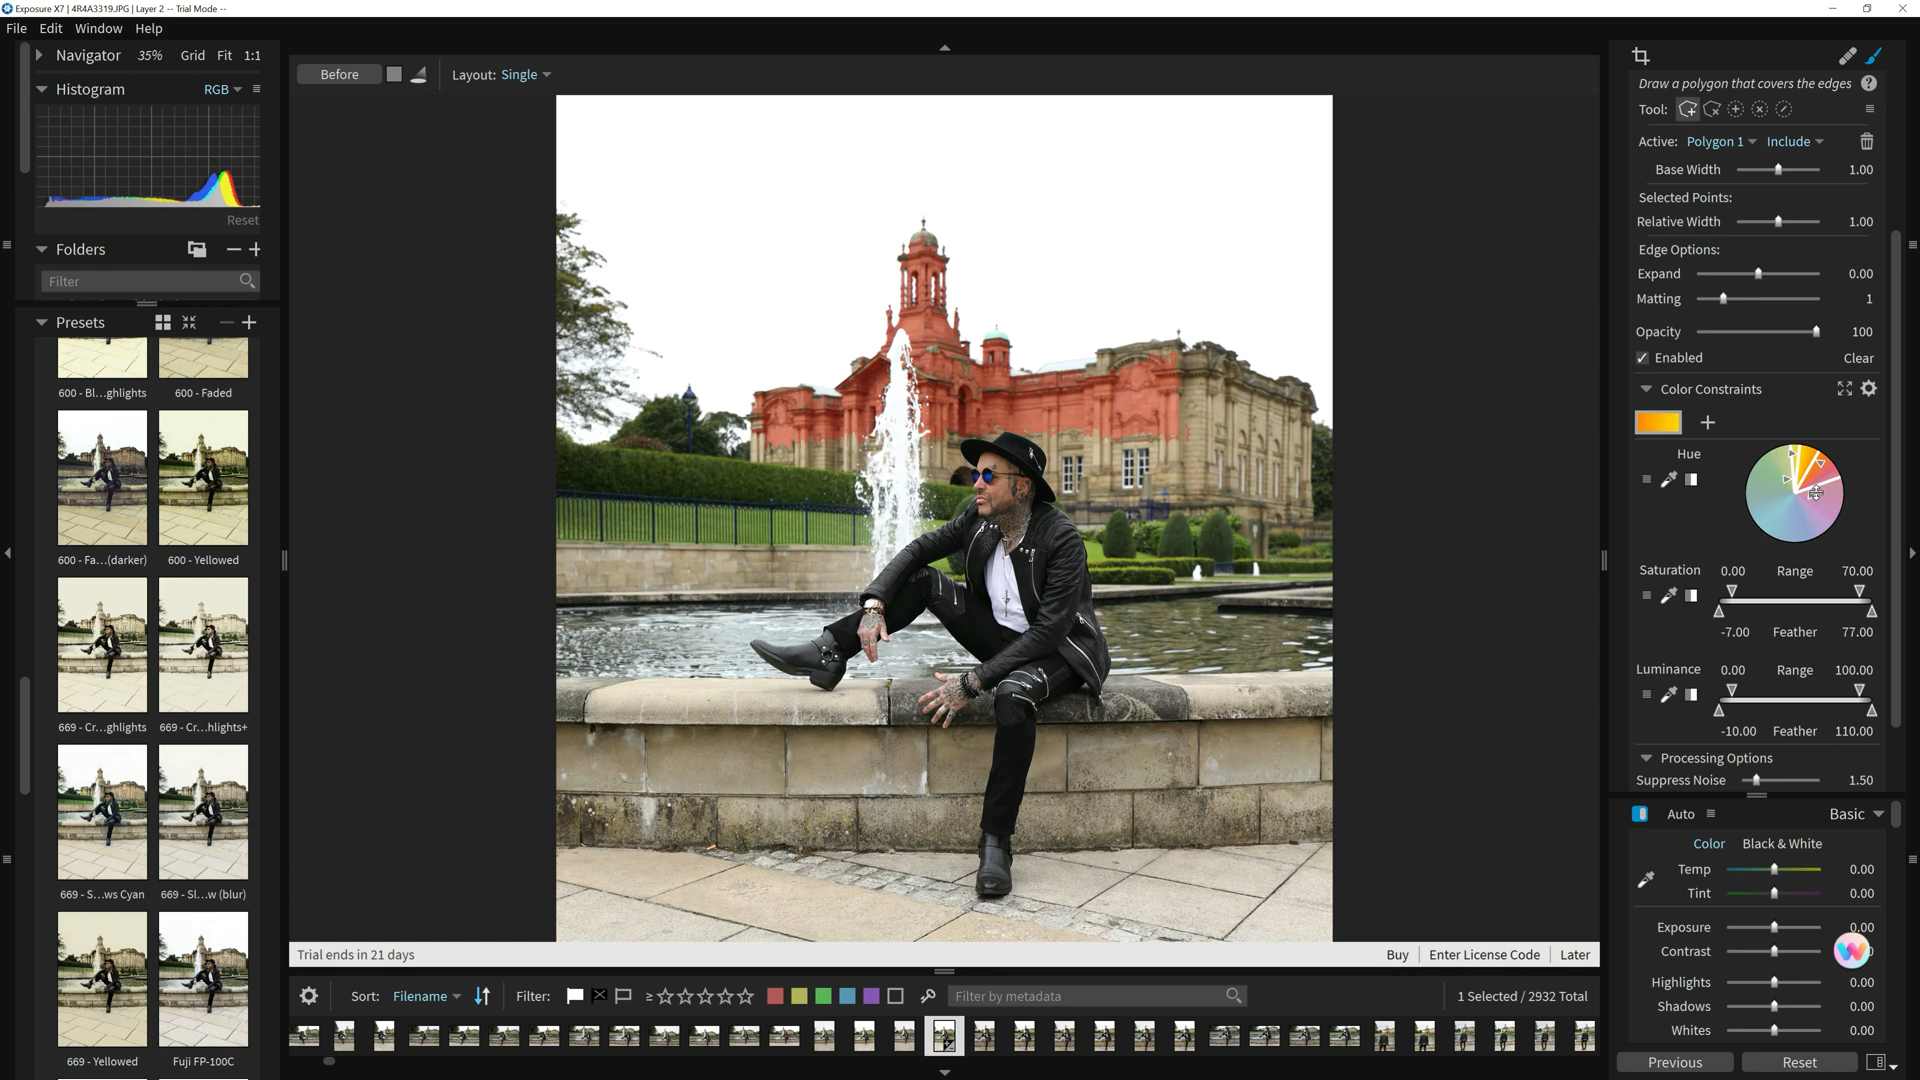 Exposure X7 | 4R4A3319.JPG | Layer 2 -- Trial Mode --
File Edit Window Help
Navigator 35% Grid Fit 1:1
Histogram RGB
Reset
Folders
Filter
Presets
600 - Bl...ghlights 600 - Faded
600 - Fa...(darker) 600 - Yellowed
669 - Cr...ghlights 669 - Cr...hlights+
669 - S...ws Cyan 669 - Sl...w (blur)
669 - Yellowed Fuji FP-100C
Before Layout: Single
Trial ends in 21 days Buy Enter License Code Later
Sort: Filename Filter: ≥ Filter by metadata 1 Selected / 2932 Total
Draw a polygon that covers the edges ?
Tool:
Active: Polygon 1 Include
Base Width 1.00
Selected Points:
Relative Width 1.00
Edge Options:
Expand 0.00
Matting 1
Opacity 100
Enabled Clear
Color Constraints
Hue
Saturation 0.00 Range 70.00
-7.00 Feather 77.00
Luminance 0.00 Range 100.00
-10.00 Feather 110.00
Processing Options
Suppress Noise 1.50
Auto Basic
Color Black & White
Temp 0.00
Tint 0.00
Exposure 0.00
Contrast
Highlights 0.00
Shadows 0.00
Whites 0.00
Previous Reset